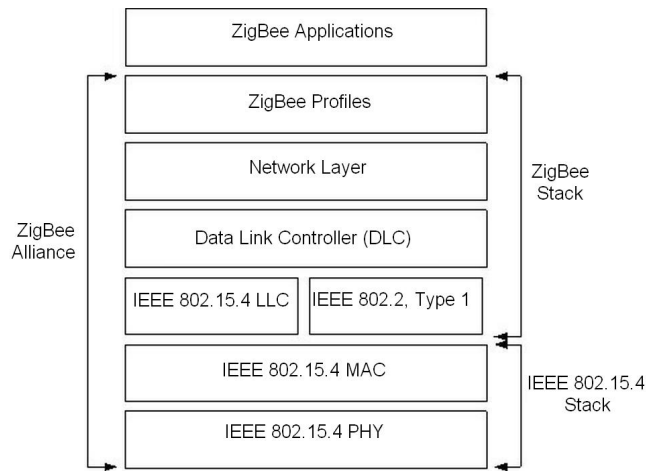 ZigBee Applications
ZigBee Profiles
Network Layer
Data Link Controller (DLC)
IEEE 802.15.4 LLC
IEEE 802.2, Type 1
IEEE 802.15.4 MAC
IEEE 802.15.4 PHY
ZigBee
Alliance
ZigBee
Stack
IEEE 802.15.4
Stack